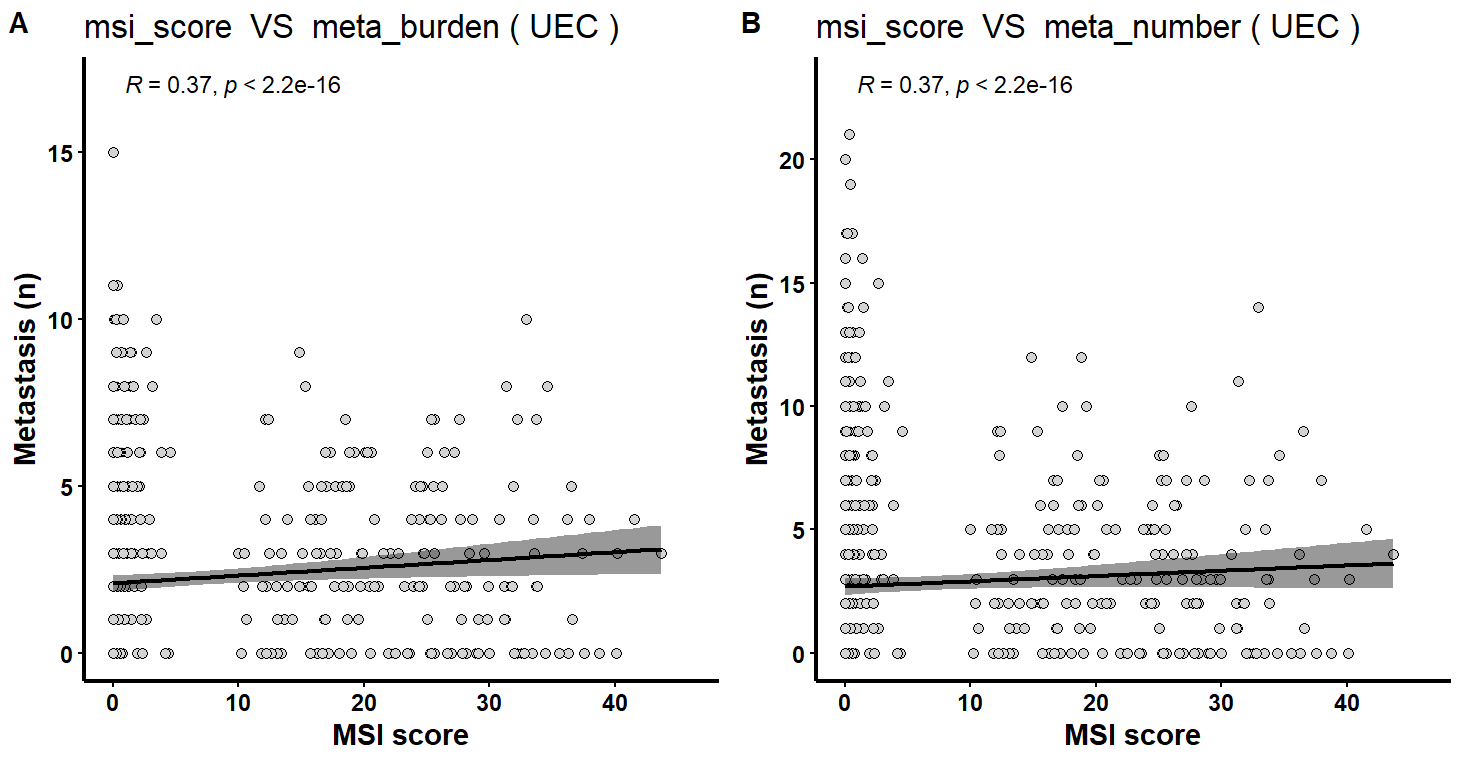 A
msi_score VS meta_burden ( UEC )
R = 0.37, p < 2.2e-16
15
10
5
0
Metastasis (n)
0 10 20 30 40
MSI score
B
msi_score VS meta_number ( UEC )
R = 0.37, p < 2.2e-16
20
15
10
5
0
Metastasis (n)
0 10 20 30 40
MSI score